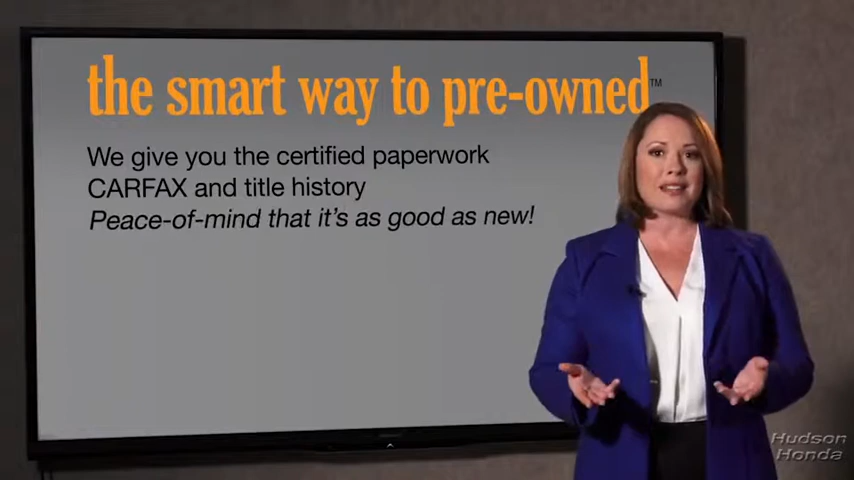 the smart way to pre-owned™
We give you the certified paperwork
CARFAX and title history
Peace-of-mind that it's as good as new!
Hudson
Honda